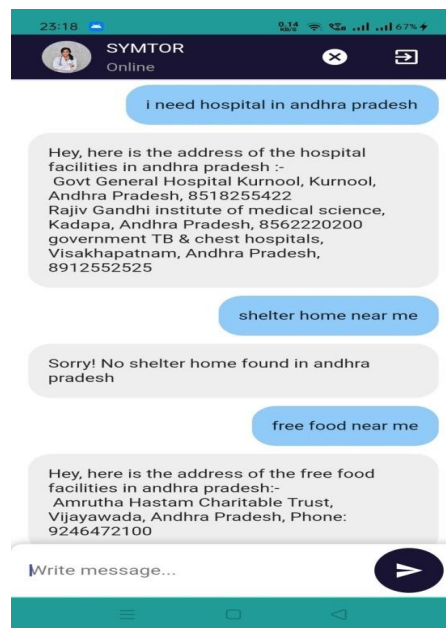 23:18
0.14 KB/S
67%
SYMTOR
Online
i need hospital in andhra pradesh
Hey, here is the address of the hospital
facilities in andhra pradesh :-
Govt General Hospital Kurnool, Kurnool,
Andhra Pradesh, 8518255422
Rajiv Gandhi institute of medical science,
Kadapa, Andhra Pradesh, 8562220200
government TB & chest hospitals,
Visakhapatnam, Andhra Pradesh,
8912552525
shelter home near me
Sorry! No shelter home found in andhra
pradesh
free food near me
Hey, here is the address of the free food
facilities in andhra pradesh:-
Amrutha Hastam Charitable Trust,
Vijayawada, Andhra Pradesh, Phone:
9246472100
Write message...